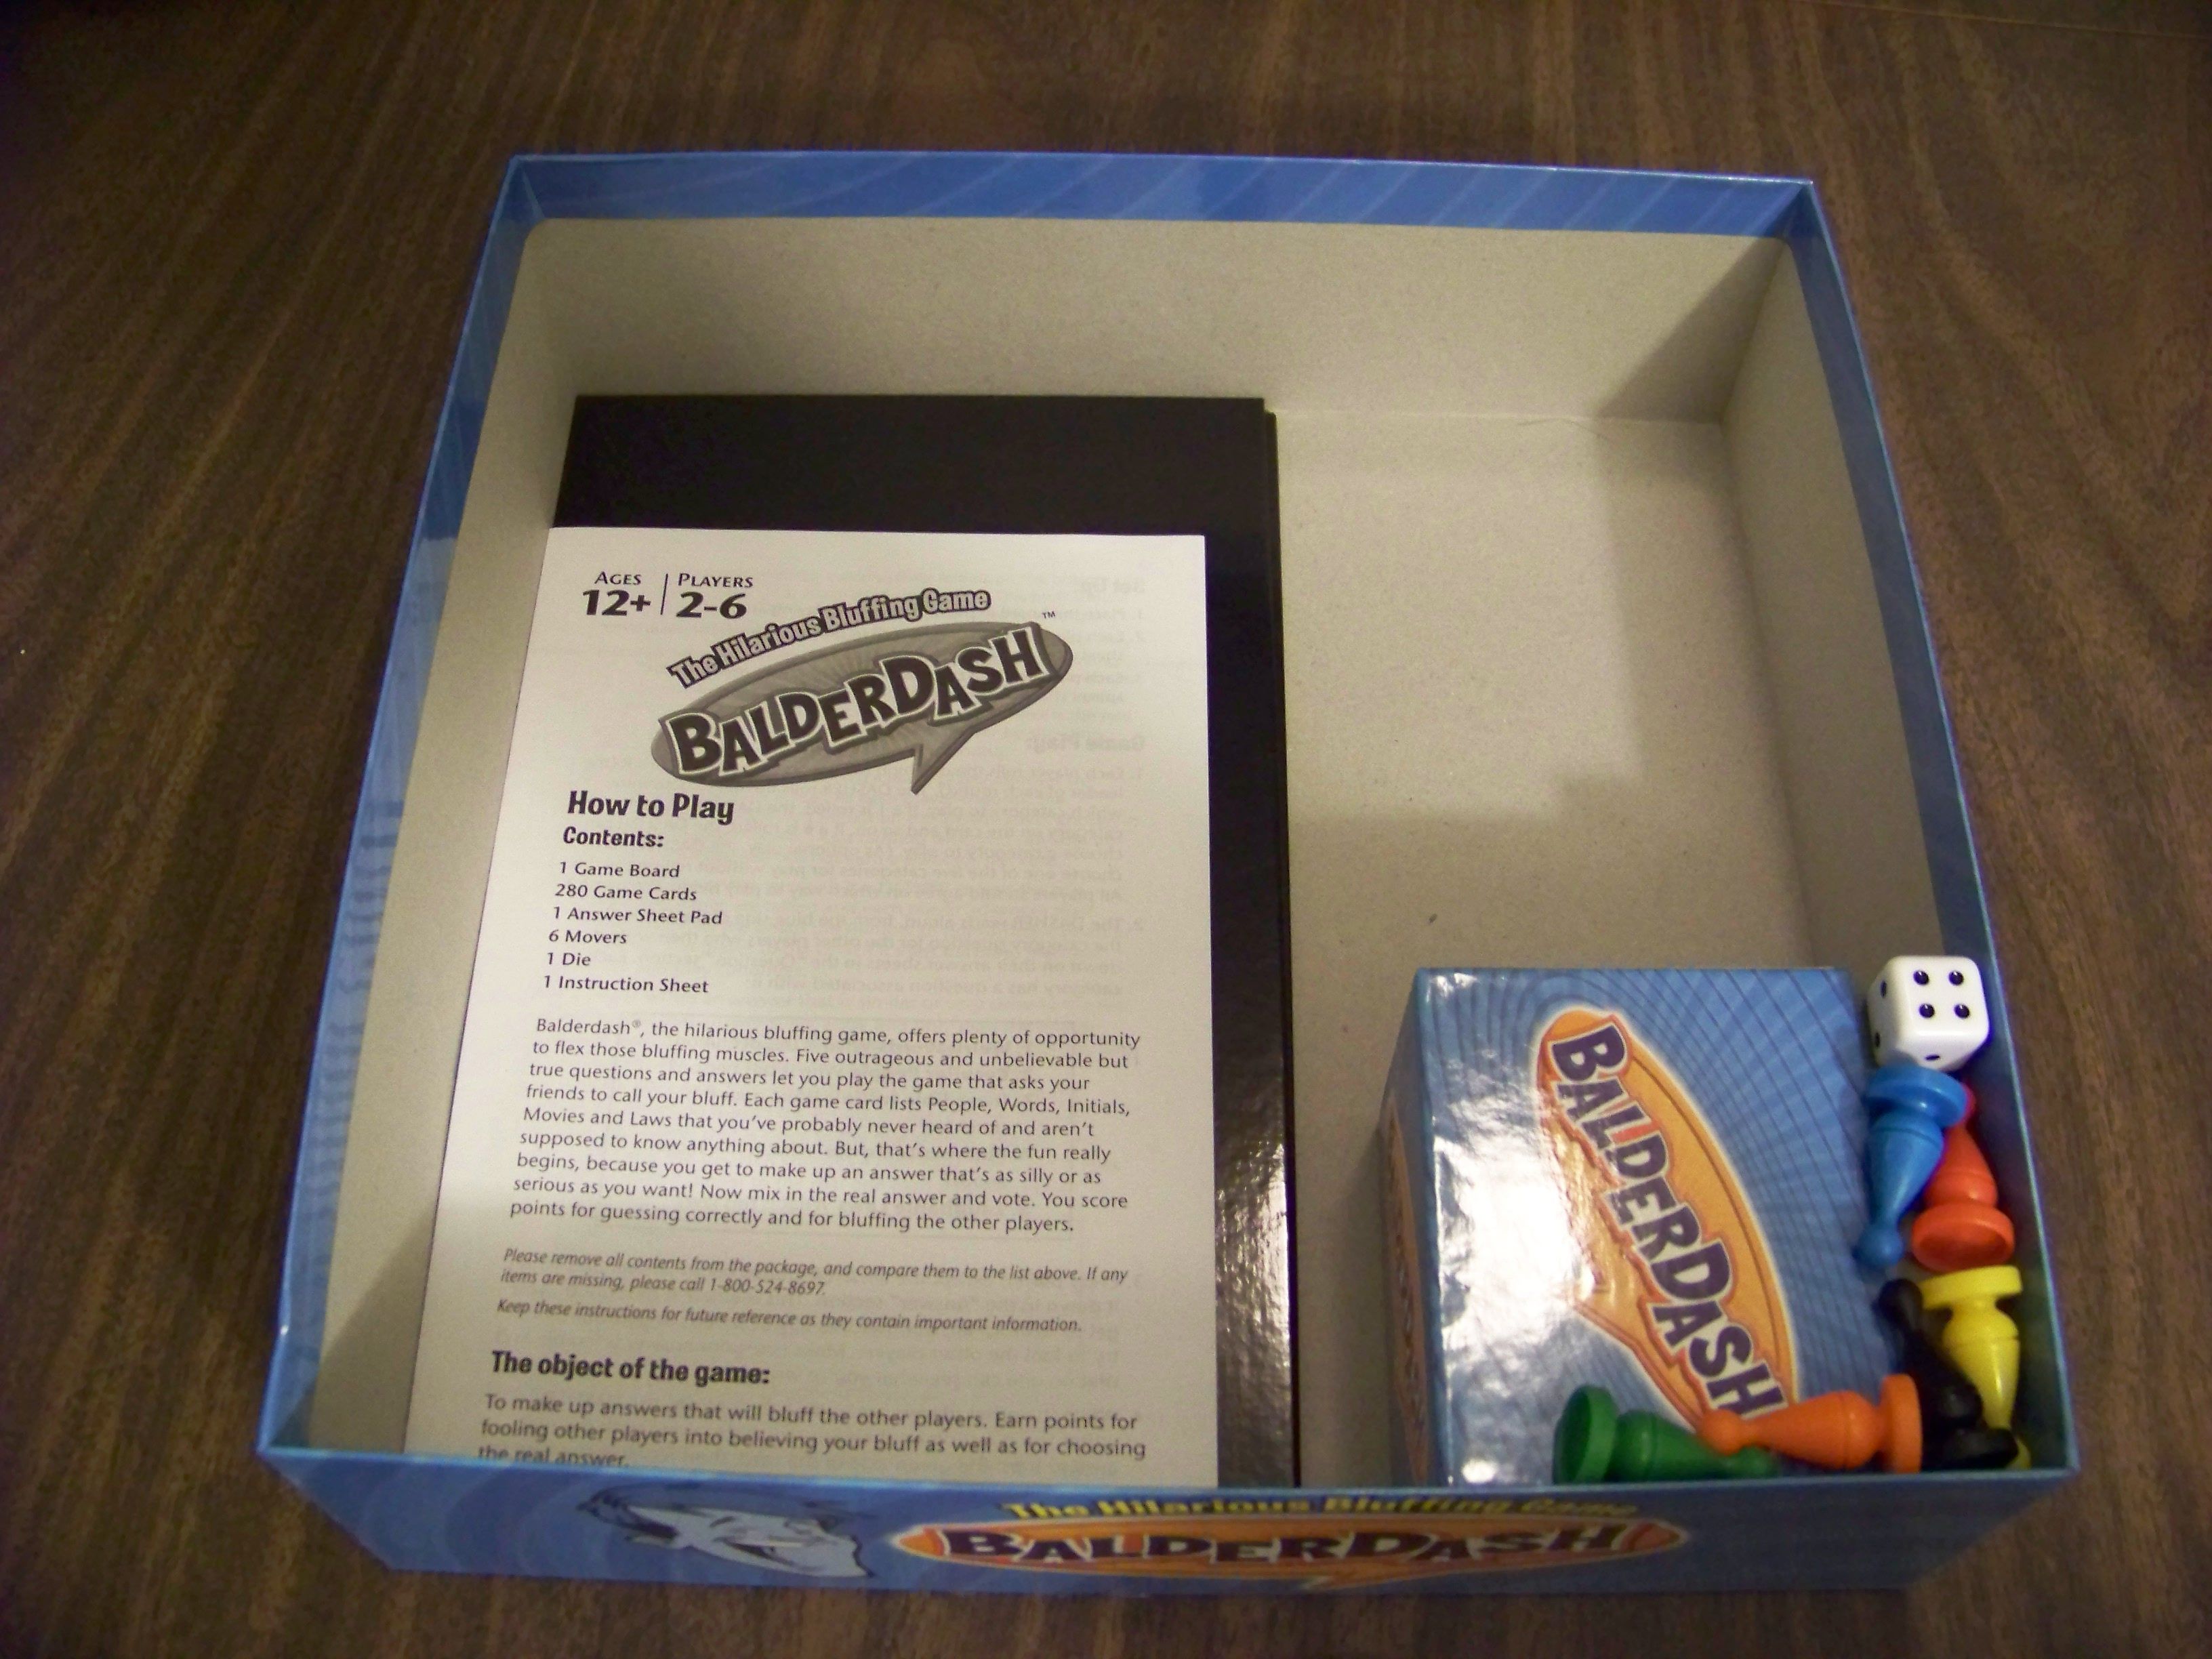 AGES
12+
PLAYERS
2-6
The Hilarious Bluffing Game
BALDERDASH™
How to Play
Contents:
1 Game Board
280 Game Cards
1 Answer Sheet Pad
6 Movers
1 Die
1 Instruction Sheet
Balderdash®, the hilarious bluffing game, offers plenty of opportunity
to flex those bluffing muscles. Five outrageous and unbelievable but
true questions and answers let you play the game that asks your
friends to call your bluff. Each game card lists People, Words, Initials,
Movies and Laws that you've probably never heard of and aren't
supposed to know anything about. But, that's where the fun really
begins, because you get to make up an answer that's as silly or as
serious as you want! Now mix in the real answer and vote. You score
points for guessing correctly and for bluffing the other players.
Please remove all contents from the package, and compare them to the list above. If any
items are missing, please call 1-800-524-8697.
Keep these instructions for future reference as they contain important information.
The object of the game:
To make up answers that will bluff the other players. Earn points for
fooling other players into believing your bluff as well as for choosing
the real answer.
BALDERDASH
The Hilarious Bluffing Game
BALDERDASH